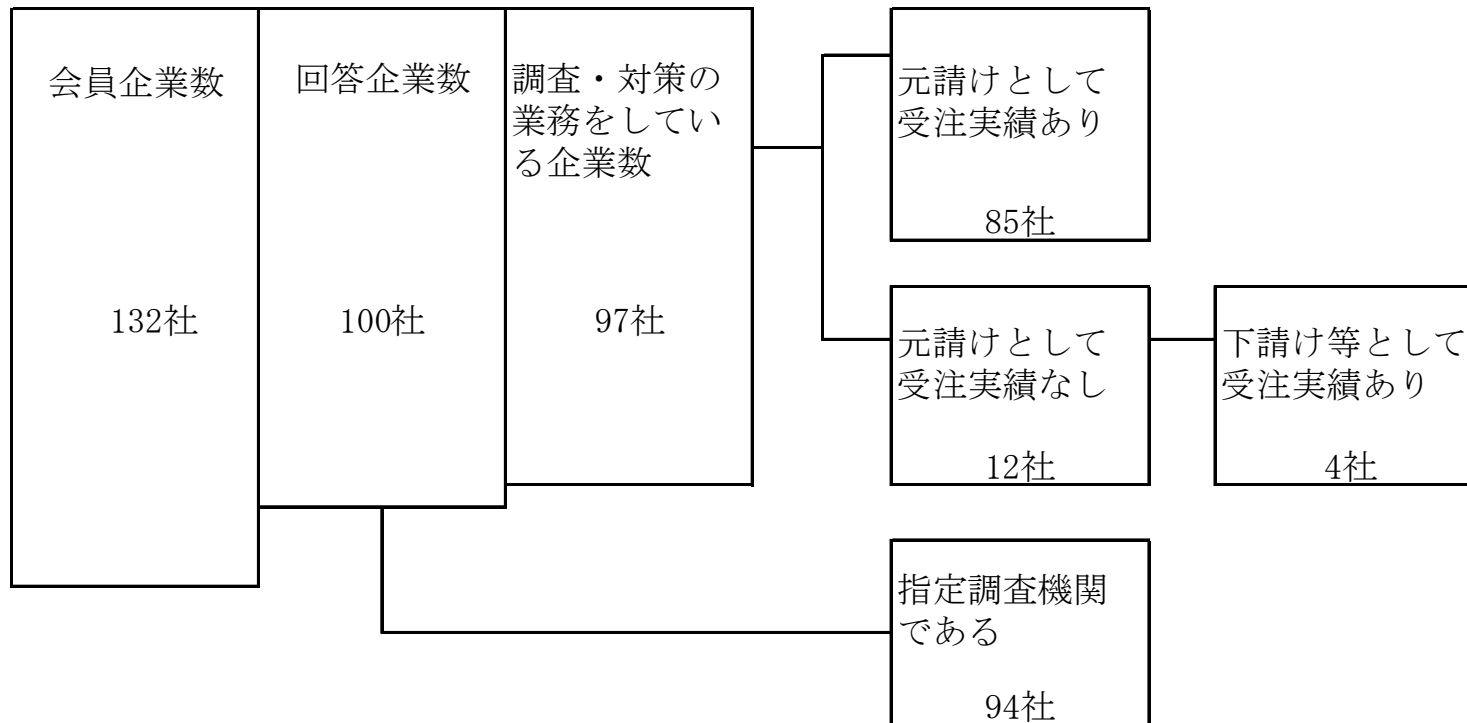 会員企業数
132社
回答企業数
100社
調査・対策の
業務をしてい
る企業数
97社
元請けとして
受注実績あり
85社
元請けとして
受注実績なし
12社
下請け等として
受注実績あり
4社
指定調査機関
である
94社